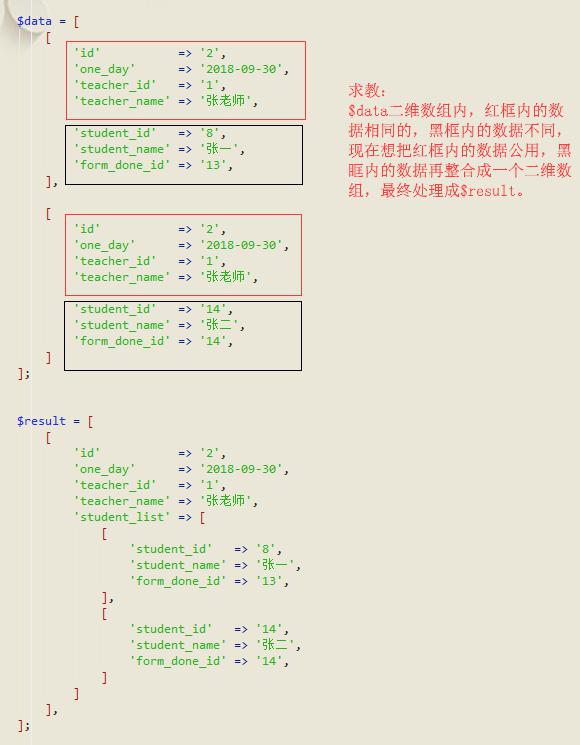 $data = [
    [
        'id'           => '2',
        'one_day'      => '2018-09-30',
        'teacher_id'   => '1',
        'teacher_name' => '张老师',
        'student_id'   => '8',
        'student_name' => '张一',
        'form_done_id' => '13',
    ],
求教：
$data二维数组内，红框内的数
据相同的，黑框内的数据不同，
现在想把红框内的数据公用，黑
框内的数据再整合成一个二维数
组，最终处理成$result。
    [
        'id'           => '2',
        'one_day'      => '2018-09-30',
        'teacher_id'   => '1',
        'teacher_name' => '张老师',
        'student_id'   => '14',
        'student_name' => '张二',
        'form_done_id' => '14',
    ]
];
$result = [
    [
        'id'           => '2',
        'one_day'      => '2018-09-30',
        'teacher_id'   => '1',
        'teacher_name' => '张老师',
        'student_list' => [
            [
                'student_id'   => '8',
                'student_name' => '张一',
                'form_done_id' => '13',
            ],
            [
                'student_id'   => '14',
                'student_name' => '张二',
                'form_done_id' => '14',
            ]
        ]
    ],
];